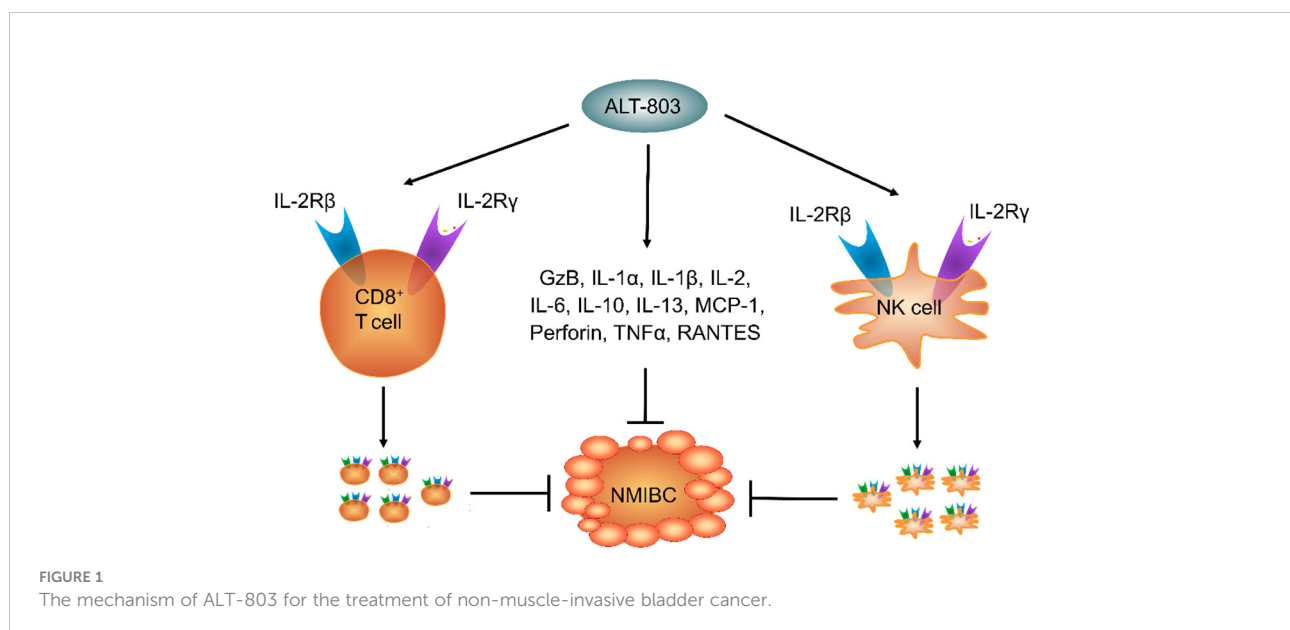 ALT-803
IL-2Rβ
IL-2Rγ
IL-2Rβ
IL-2Rγ
CD8⁺
T cell
GzB, IL-1α, IL-1β, IL-2,
IL-6, IL-10, IL-13, MCP-1,
Perforin, TNFα, RANTES
NK cell
NMIBC
FIGURE 1
The mechanism of ALT-803 for the treatment of non-muscle-invasive bladder cancer.